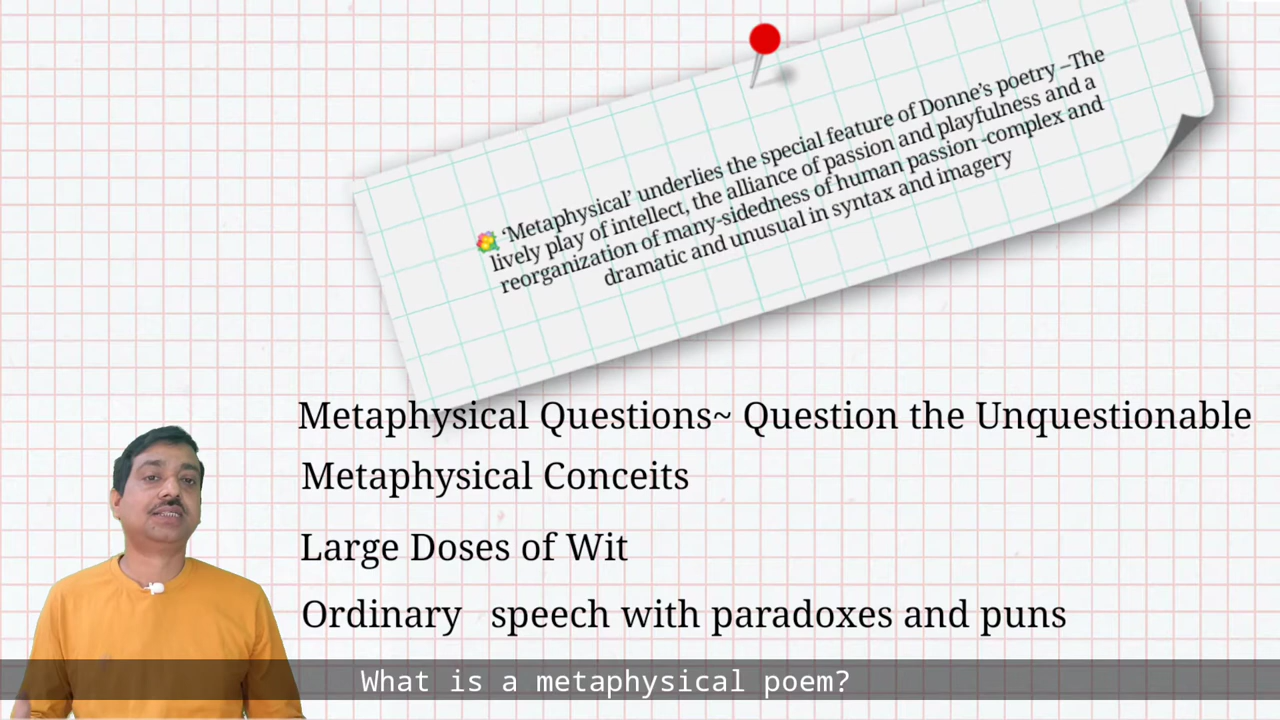 ‘Metaphysical’ underlies the special feature of Donne’s poetry –The
lively play of intellect, the alliance of passion and playfulness and a
reorganization of many-sidedness of human passion -complex and
dramatic and unusual in syntax and imagery
Metaphysical Questions~ Question the Unquestionable
Metaphysical Conceits
Large Doses of Wit
Ordinary speech with paradoxes and puns
What is a metaphysical poem?